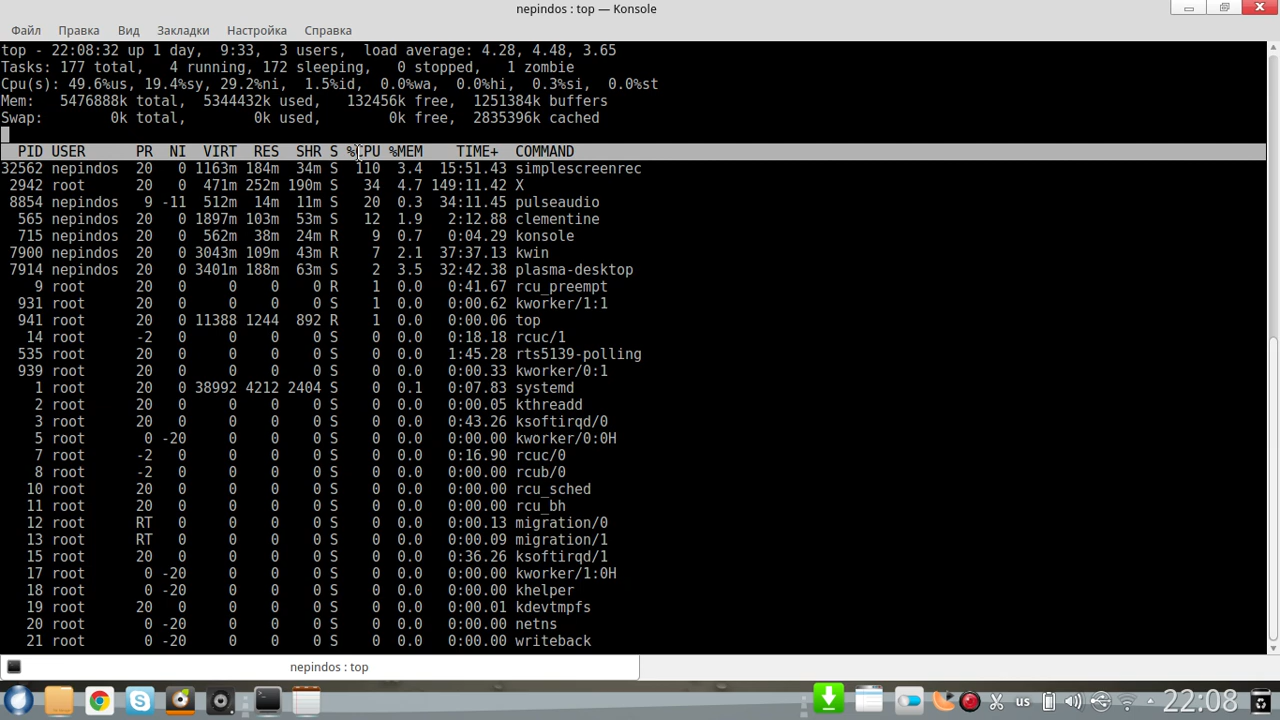 nepindos : top — Konsole
Файл Правка Вид Закладки Настройка Справка
top - 22:08:32 up 1 day,  9:33,  3 users,  load average: 4.28, 4.48, 3.65
Tasks: 177 total,   4 running, 172 sleeping,   0 stopped,   1 zombie
Cpu(s): 49.6%us, 19.4%sy, 29.2%ni,  1.5%id,  0.0%wa,  0.0%hi,  0.3%si,  0.0%st
Mem:   5476888k total,  5344432k used,   132456k free,  1251384k buffers
Swap:        0k total,        0k used,        0k free,  2835396k cached
PID USER PR NI VIRT RES SHR S %CPU %MEM TIME+ COMMAND
32562 nepindos 20 0 1163m 184m 34m S 110 3.4 15:51.43 simplescreenrec
2942 root 20 0 471m 252m 190m S 34 4.7 149:11.42 X
8854 nepindos 9 -11 512m 14m 11m S 20 0.3 34:11.45 pulseaudio
565 nepindos 20 0 1897m 103m 53m S 12 1.9 2:12.88 clementine
715 nepindos 20 0 562m 38m 24m R 9 0.7 0:04.29 konsole
7900 nepindos 20 0 3043m 109m 43m R 7 2.1 37:37.13 kwin
7914 nepindos 20 0 3401m 188m 63m S 2 3.5 32:42.38 plasma-desktop
9 root 20 0 0 0 0 R 1 0.0 0:41.67 rcu_preempt
931 root 20 0 0 0 0 S 1 0.0 0:00.62 kworker/1:1
941 root 20 0 11388 1244 892 R 1 0.0 0:00.06 top
14 root -2 0 0 0 0 S 0 0.0 0:18.18 rcuc/1
535 root 20 0 0 0 0 S 0 0.0 1:45.28 rts5139-polling
939 root 20 0 0 0 0 S 0 0.0 0:00.33 kworker/0:1
1 root 20 0 38992 4212 2404 S 0 0.1 0:07.83 systemd
2 root 20 0 0 0 0 S 0 0.0 0:00.05 kthreadd
3 root 20 0 0 0 0 S 0 0.0 0:43.26 ksoftirqd/0
5 root 0 -20 0 0 0 S 0 0.0 0:00.00 kworker/0:0H
7 root -2 0 0 0 0 S 0 0.0 0:16.90 rcuc/0
8 root -2 0 0 0 0 S 0 0.0 0:00.00 rcub/0
10 root 20 0 0 0 0 S 0 0.0 0:00.00 rcu_sched
11 root 20 0 0 0 0 S 0 0.0 0:00.00 rcu_bh
12 root RT 0 0 0 0 S 0 0.0 0:00.13 migration/0
13 root RT 0 0 0 0 S 0 0.0 0:00.09 migration/1
15 root 20 0 0 0 0 S 0 0.0 0:36.26 ksoftirqd/1
17 root 0 -20 0 0 0 S 0 0.0 0:00.00 kworker/1:0H
18 root 0 -20 0 0 0 S 0 0.0 0:00.00 khelper
19 root 20 0 0 0 0 S 0 0.0 0:00.01 kdevtmpfs
20 root 0 -20 0 0 0 S 0 0.0 0:00.00 netns
21 root 0 -20 0 0 0 S 0 0.0 0:00.00 writeback
nepindos : top
us 22:08